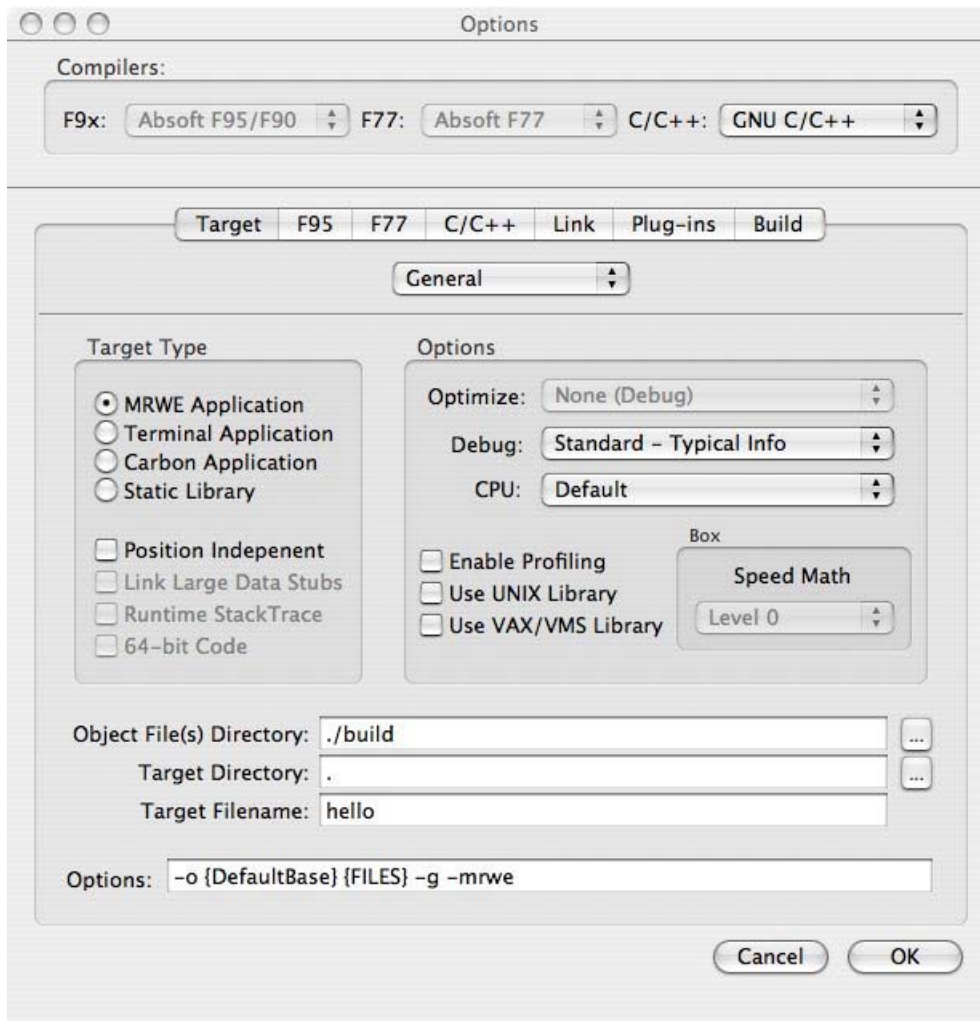 Options
Compilers:
F9x: Absoft F95/F90 F77: Absoft F77 C/C++: GNU C/C++
Target F95 F77 C/C++ Link Plug-ins Build
General
Target Type
MRWE Application
Terminal Application
Carbon Application
Static Library
Position Indepenent
Link Large Data Stubs
Runtime StackTrace
64-bit Code
Options
Optimize: None (Debug)
Debug: Standard - Typical Info
CPU: Default
Enable Profiling
Use UNIX Library
Use VAX/VMS Library
Box
Speed Math
Level 0
Object File(s) Directory: ./build ...
Target Directory: . ...
Target Filename: hello
Options: -o {DefaultBase} {FILES} -g -mrwe
Cancel OK